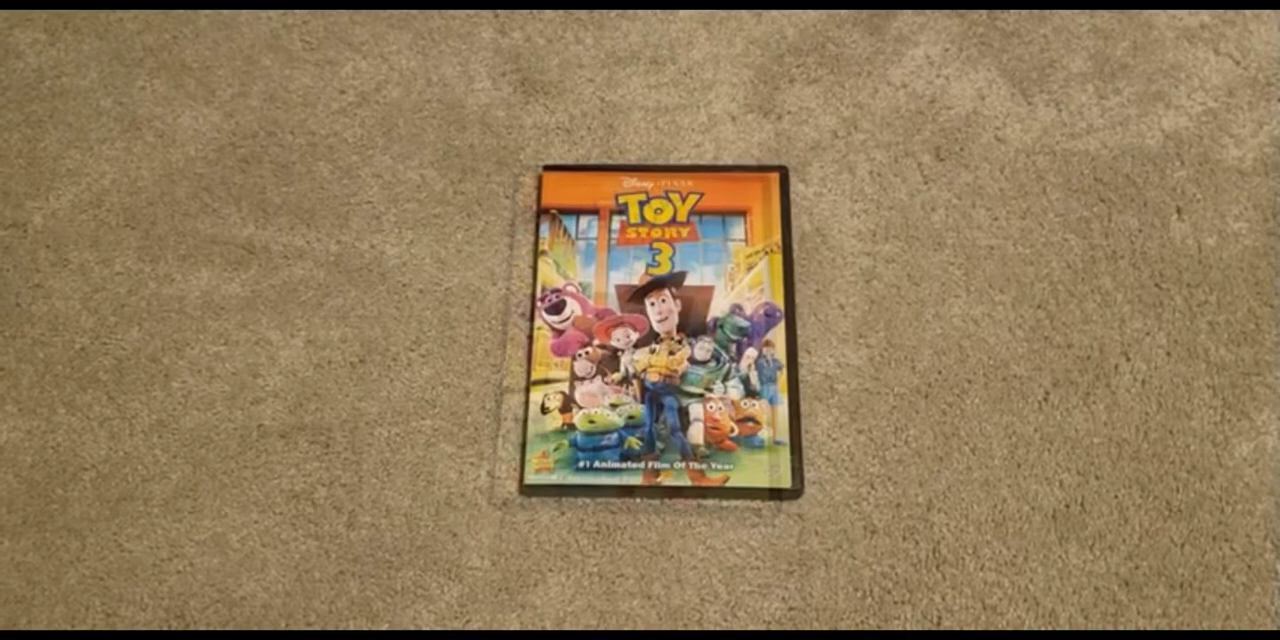 Disney · PIXAR
TOY
STORY
3
#1 Animated Film Of The Year